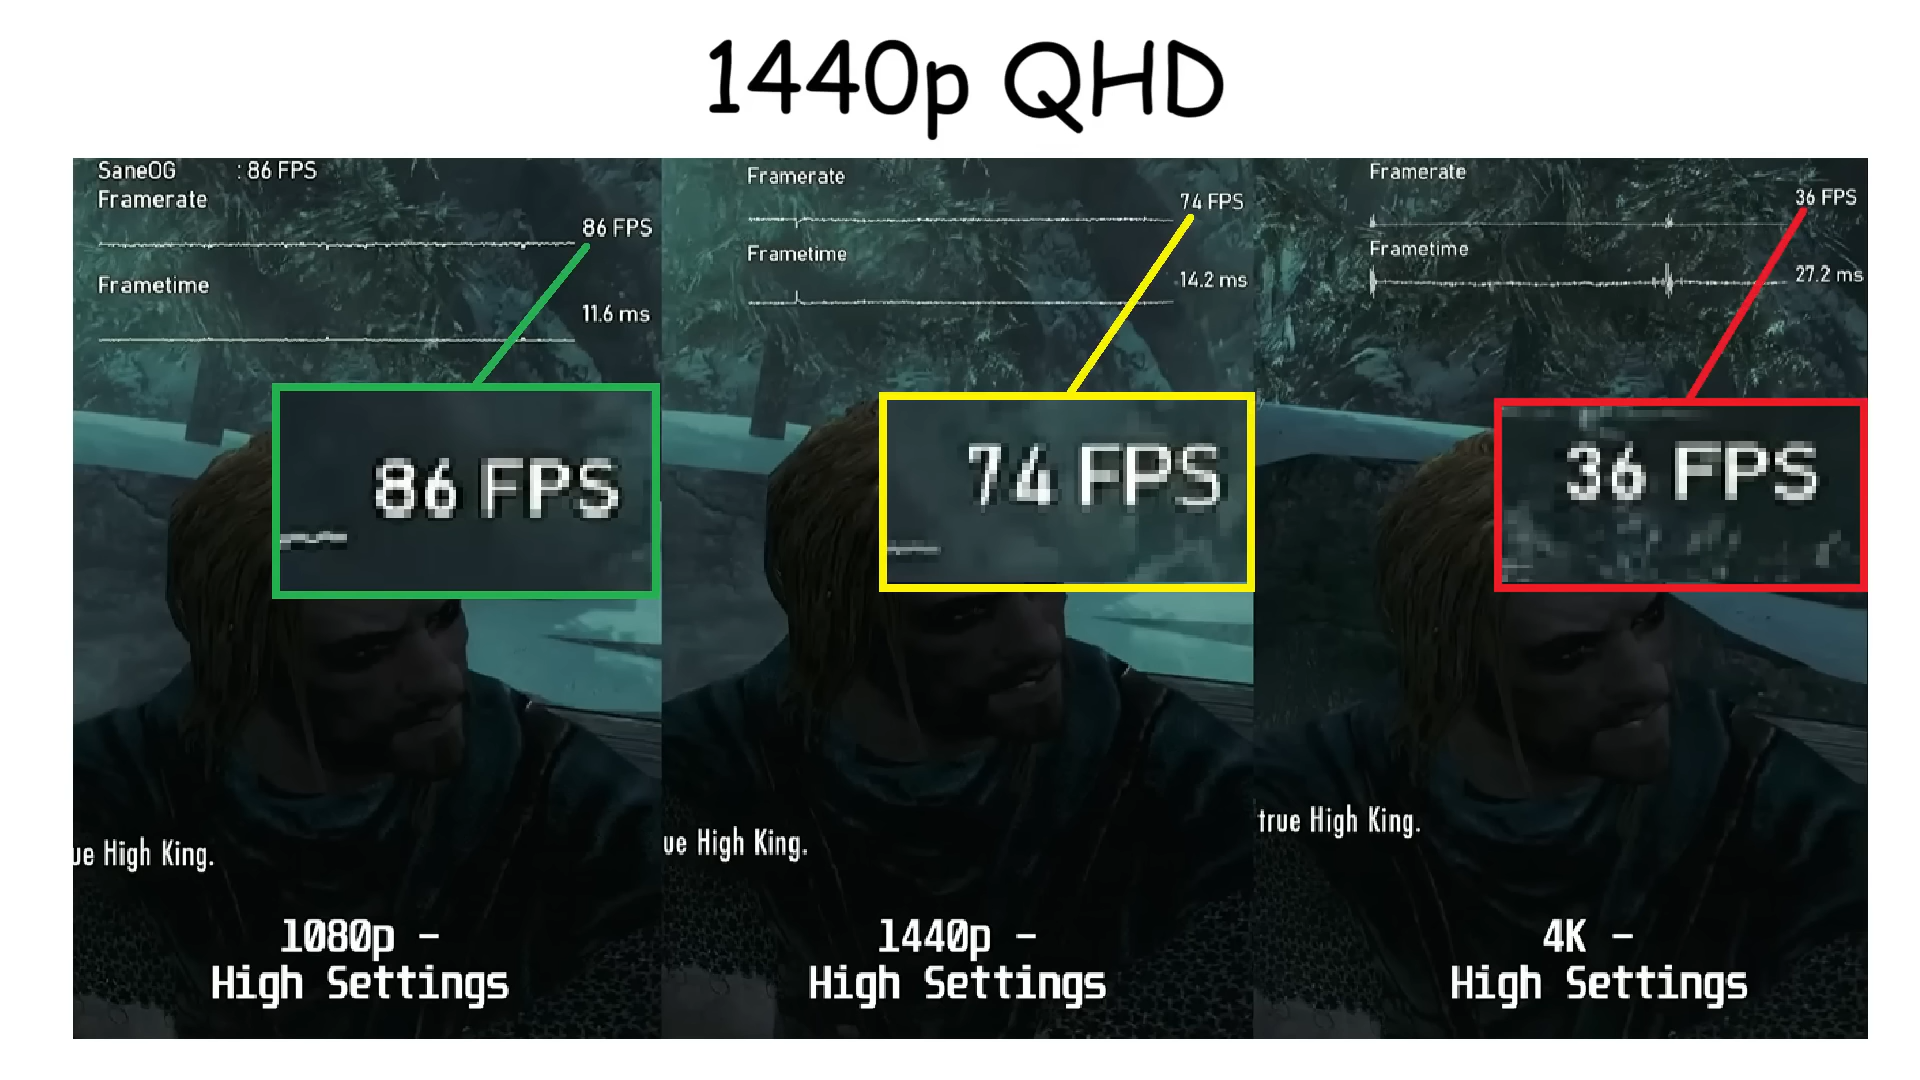 1440p QHD
SaneOG : 86 FPS
Framerate
86 FPS
Frametime
11.6 ms
86 FPS
ue High King.
1080p –
High Settings
Framerate
74 FPS
Frametime
14.2 ms
74 FPS
ue High King.
1440p –
High Settings
Framerate
36 FPS
Frametime
27.2 ms
36 FPS
true High King.
4K –
High Settings